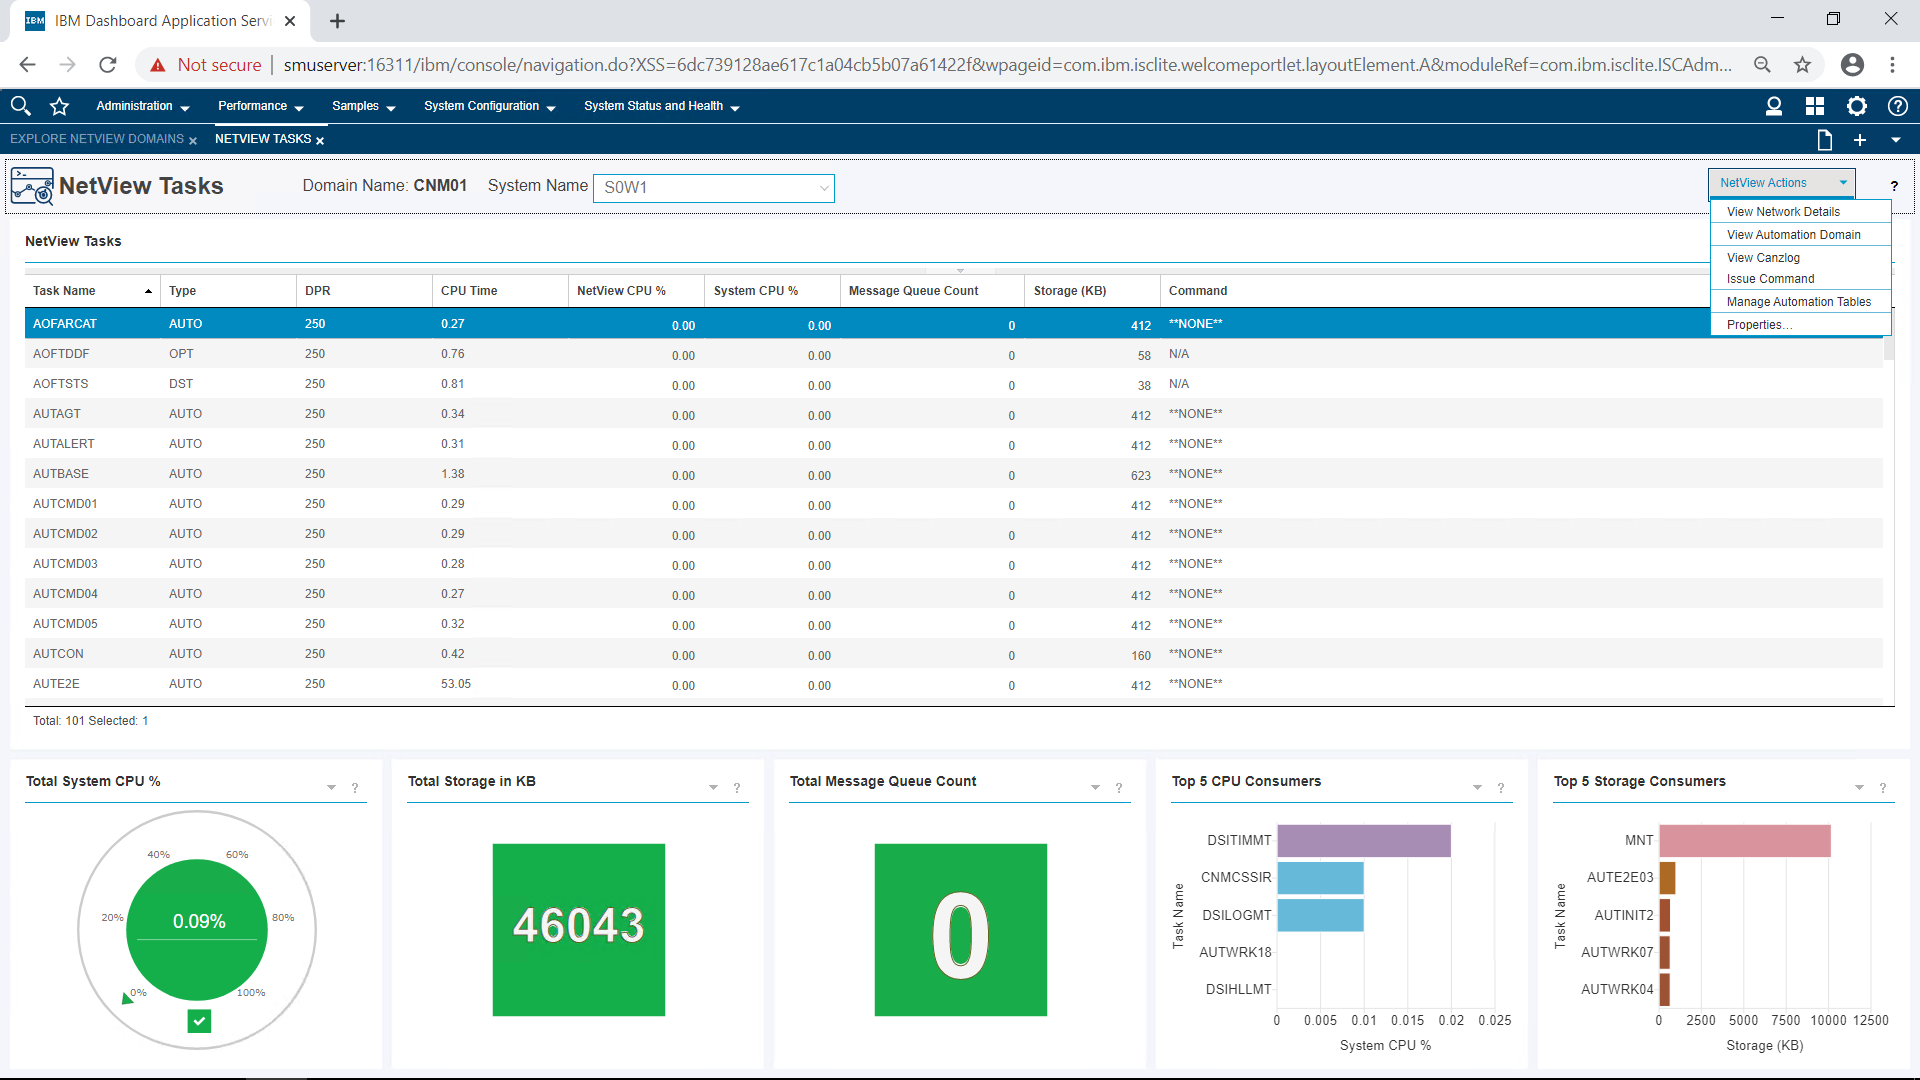 IBM Dashboard Application Servi
Not secure | smuserver:16311/ibm/console/navigation.do?XSS=6dc739128ae617c1a04cb5b07a61422f&wpageid=com.ibm.isclite.welcomeportlet.layoutElement.A&moduleRef=com.ibm.isclite.ISCAdm...
Administration Performance Samples System Configuration System Status and Health
EXPLORE NETVIEW DOMAINS NETVIEW TASKS
NetView Tasks Domain Name: CNM01 System Name S0W1 NetView Actions ?
View Network Details
View Automation Domain
View Canzlog
Issue Command
Manage Automation Tables
Properties...
NetView Tasks
Task Name Type DPR CPU Time NetView CPU % System CPU % Message Queue Count Storage (KB) Command
AOFARCAT AUTO 250 0.27 0.00 0.00 0 412 **NONE**
AOFTDDF OPT 250 0.76 0.00 0.00 0 58 N/A
AOFTSTS DST 250 0.81 0.00 0.00 0 38 N/A
AUTAGT AUTO 250 0.34 0.00 0.00 0 412 **NONE**
AUTALERT AUTO 250 0.31 0.00 0.00 0 412 **NONE**
AUTBASE AUTO 250 1.38 0.00 0.00 0 623 **NONE**
AUTCMD01 AUTO 250 0.29 0.00 0.00 0 412 **NONE**
AUTCMD02 AUTO 250 0.29 0.00 0.00 0 412 **NONE**
AUTCMD03 AUTO 250 0.28 0.00 0.00 0 412 **NONE**
AUTCMD04 AUTO 250 0.27 0.00 0.00 0 412 **NONE**
AUTCMD05 AUTO 250 0.32 0.00 0.00 0 412 **NONE**
AUTCON AUTO 250 0.42 0.00 0.00 0 160 **NONE**
AUTE2E AUTO 250 53.05 0.00 0.00 0 412 **NONE**
Total: 101 Selected: 1
Total System CPU % ?
0% 20% 40% 60% 80% 100%
0.09%
Total Storage in KB ?
46043
Total Message Queue Count ?
0
Top 5 CPU Consumers ?
Task Name
DSITIMMT
CNMCSSIR
DSILOGMT
AUTWRK18
DSIHLLMT
0 0.005 0.01 0.015 0.02 0.025
System CPU %
Top 5 Storage Consumers ?
Task Name
MNT
AUTE2E03
AUTINIT2
AUTWRK07
AUTWRK04
0 2500 5000 7500 10000 12500
Storage (KB)